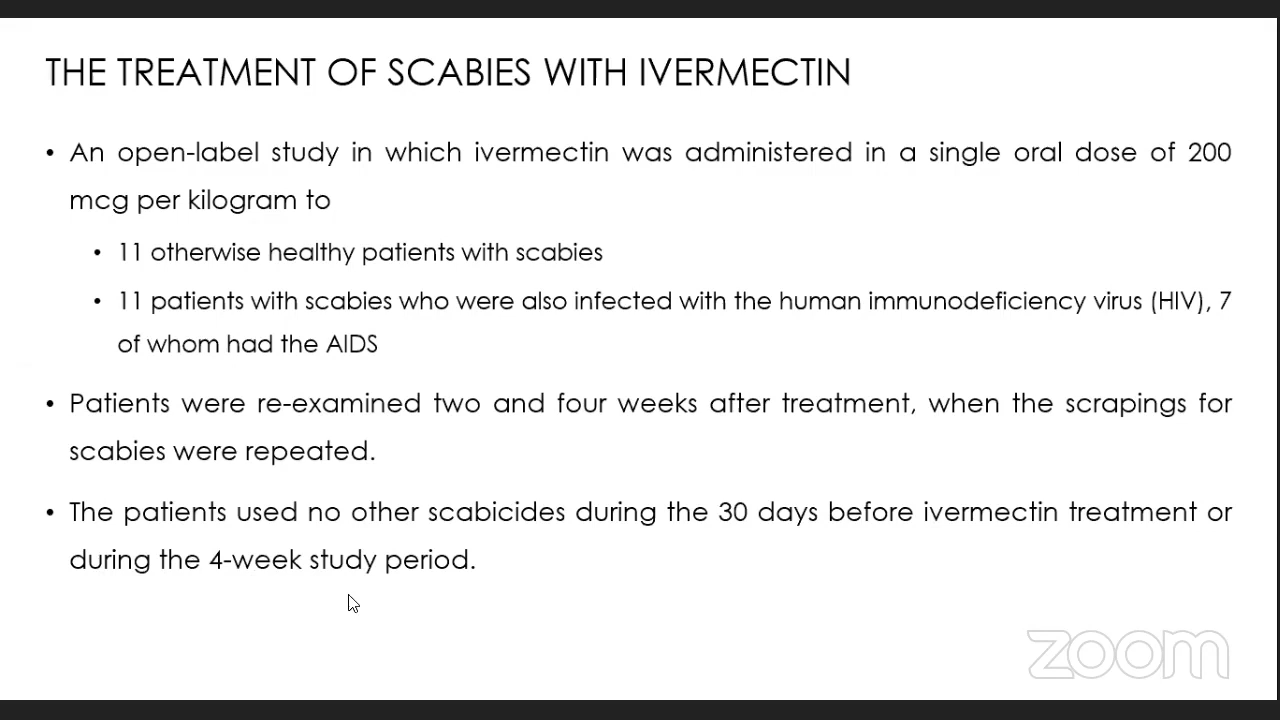 THE TREATMENT OF SCABIES WITH IVERMECTIN
• An open-label study in which ivermectin was administered in a single oral dose of 200
mcg per kilogram to
• 11 otherwise healthy patients with scabies
• 11 patients with scabies who were also infected with the human immunodeficiency virus (HIV), 7
of whom had the AIDS
• Patients were re-examined two and four weeks after treatment, when the scrapings for
scabies were repeated.
• The patients used no other scabicides during the 30 days before ivermectin treatment or
during the 4-week study period.
zoom